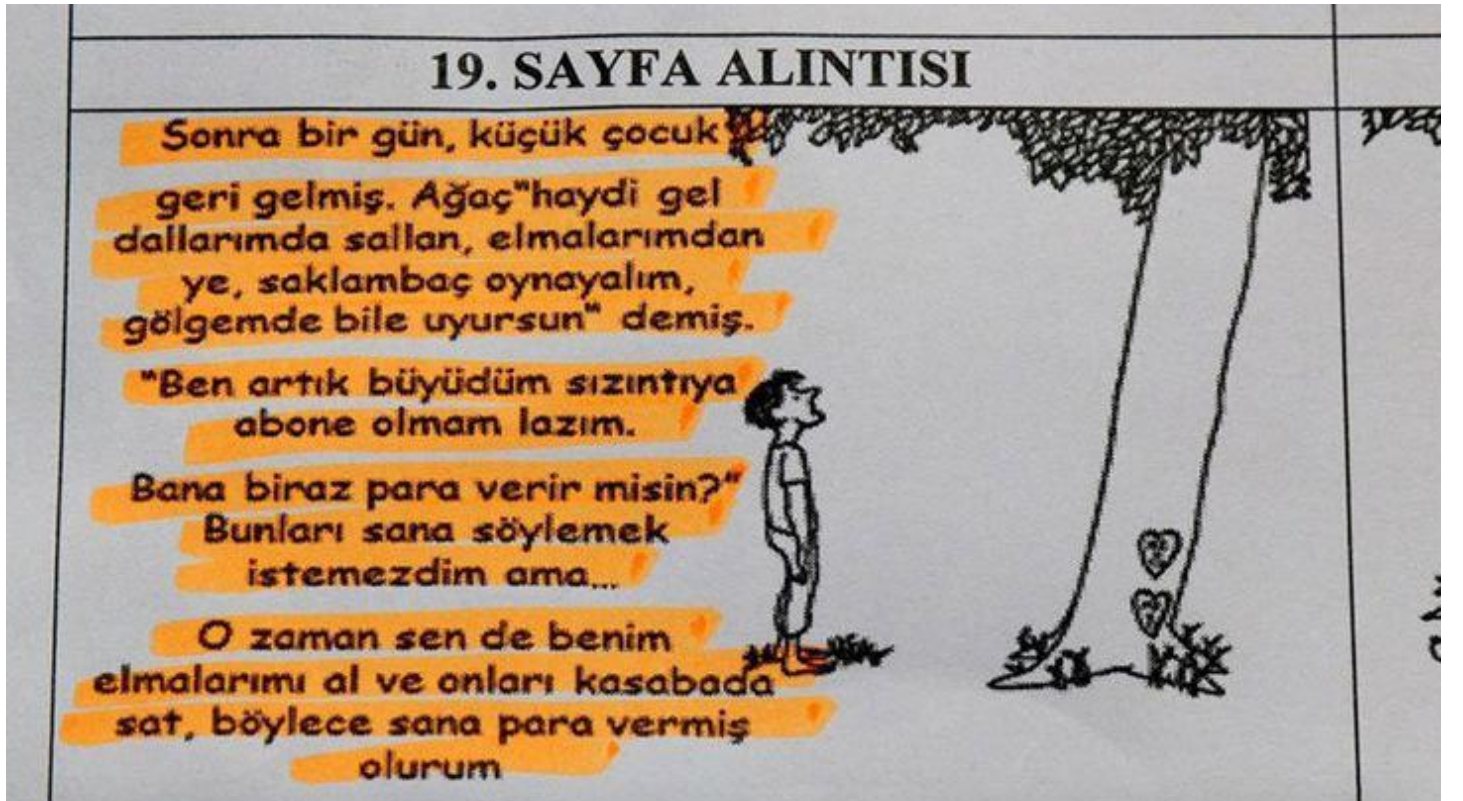 19. SAYFA ALINTISI
Sonra bir gün, küçük çocuk
geri gelmiş. Ağaç"haydi gel
dallarımda sallan, elmalarımdan
ye, saklambaç oynayalım,
gölgemde bile uyursun" demiş.
"Ben artık büyüdüm sızıntıya
abone olmam lazım.
Bana biraz para verir misin?"
Bunları sana söylemek
istemezdim ama...
O zaman sen de benim
elmalarımı al ve onları kasabada
sat, böylece sana para vermiş
olurum